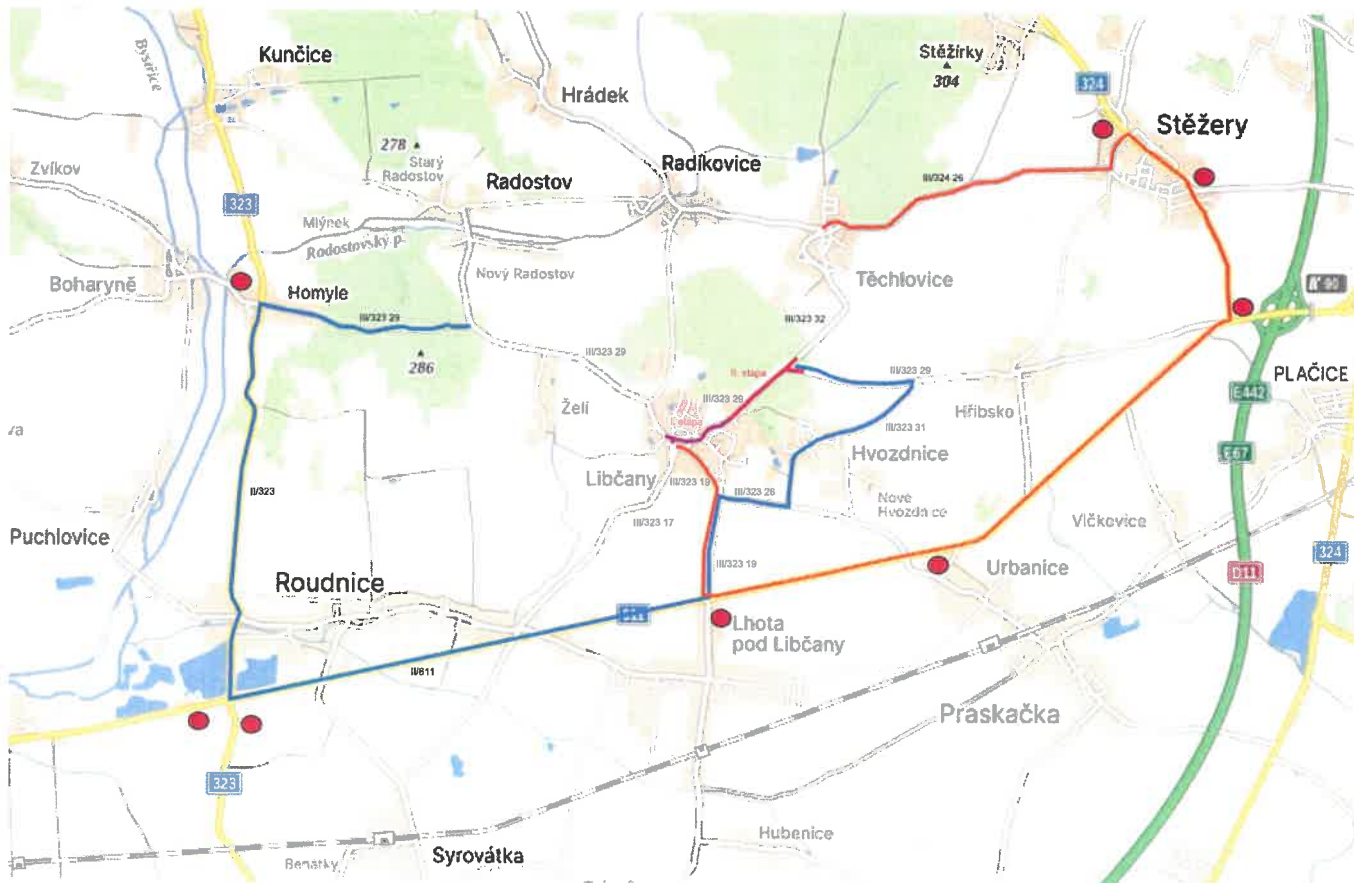 Bystřice
Kunčice
Hrádek
Stěžírky
304
324
Stěžery
278
Starý
Radostov
Zvíkov
Radostov
Radíkovice
III/324 26
323
Mlýnek
Boharyně
Nový Radostov
Homyle
Těchlovice
III/323 29
III/323 32
286
90
III/323 29
II. etapa
III/323 29
PLAČICE
E442
Želí
III/323 29
I. etapa
Hřibsko
III/323 31
Hvozdnice
E67
Libčany
III/323 19
III/323 26
II/323
Nové
III/323 17
Vlčkovice
Puchlovice
324
III/323 19
Urbanice
D11
Roudnice
Lhota
pod Libčany
II/611
Praskačka
323
Hubenice
Syrovátka
Benátky